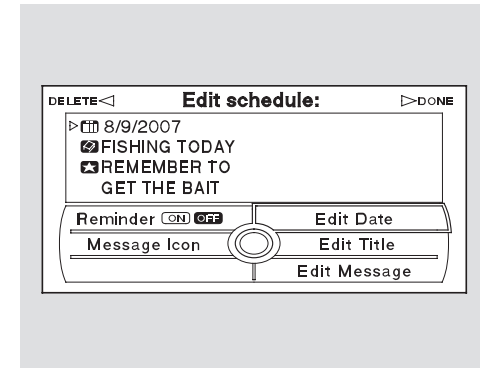 DELETE Edit schedule: DONE
8/9/2007
FISHING TODAY
REMEMBER TO
GET THE BAIT
Reminder ON OFF Edit Date
Message Icon Edit Title
Edit Message